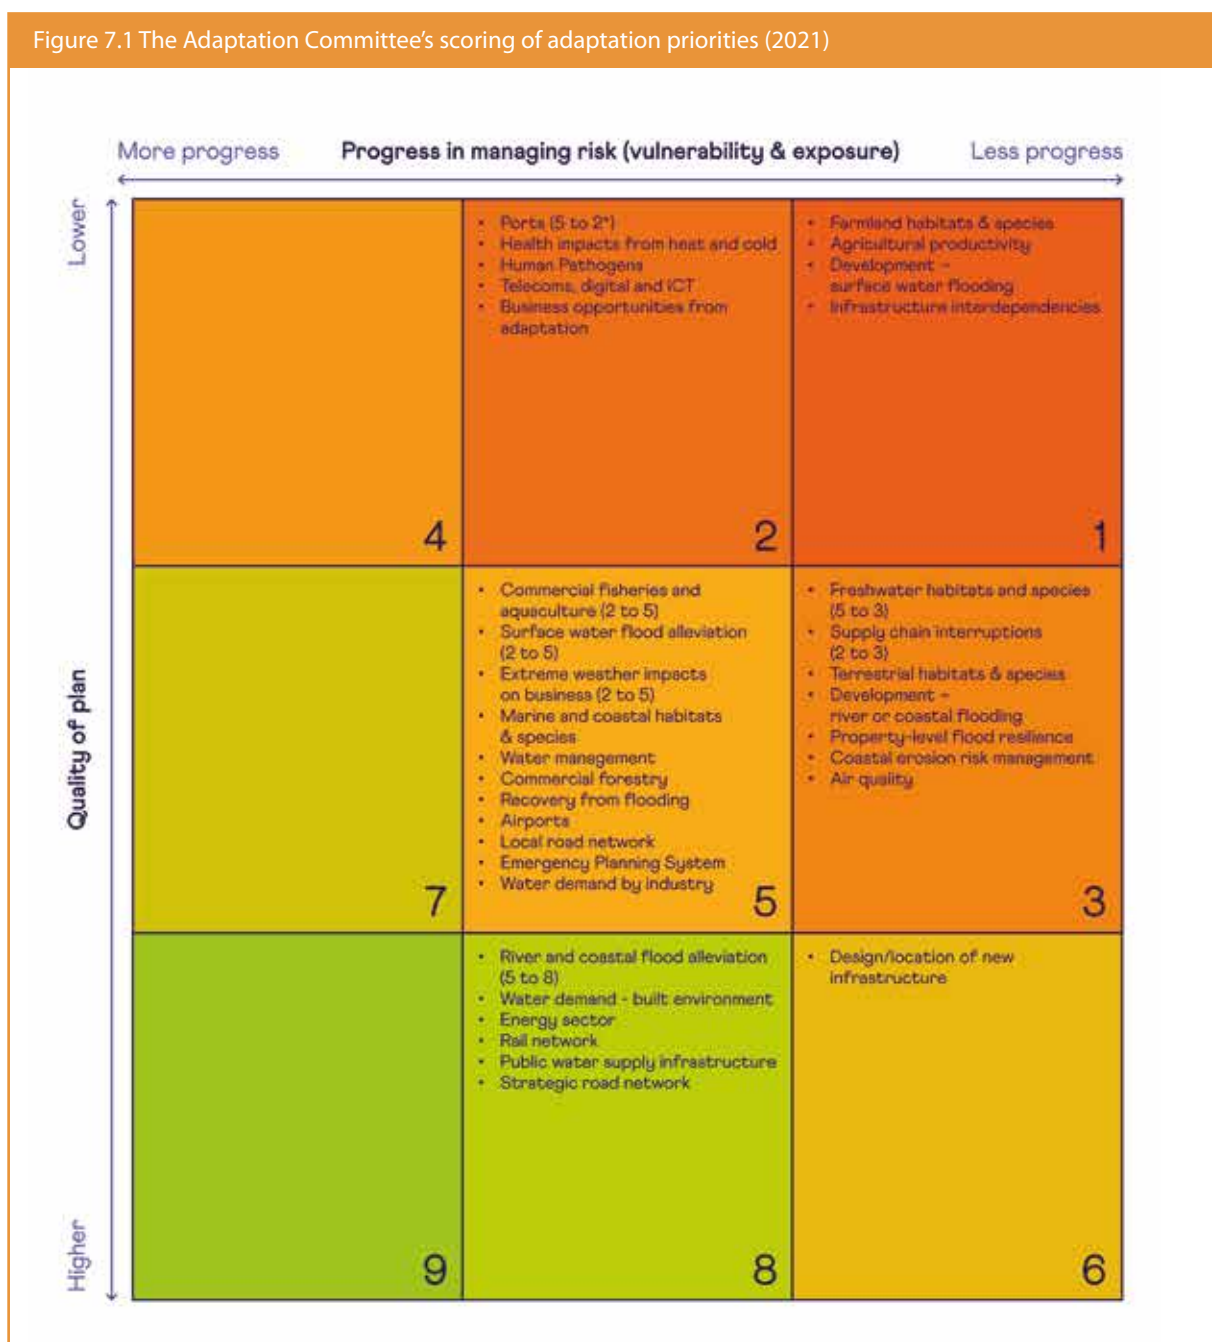 Figure 7.1 The Adaptation Committee's scoring of adaptation priorities (2021)
More progress
Progress in managing risk (vulnerability & exposure)
Less progress
Lower
Quality of plan
Higher
4
• Ports (5 to 2*)
• Health impacts from heat and cold
• Human Pathogens
• Telecoms, digital and ICT
• Business opportunities from
adaptation
2
• Farmland habitats & species
• Agricultural productivity
• Development –
surface water flooding
• Infrastructure interdependencies
1
7
• Commercial fisheries and
aquaculture (2 to 5)
• Surface water flood alleviation
(2 to 5)
• Extreme weather impacts
on business (2 to 5)
• Marine and coastal habitats
& species
• Water management
• Commercial forestry
• Recovery from flooding
• Airports
• Local road network
• Emergency Planning System
• Water demand by industry
5
• Freshwater habitats and species
(5 to 3)
• Supply chain interruptions
(2 to 3)
• Terrestrial habitats & species
• Development –
river or coastal flooding
• Property-level flood resilience
• Coastal erosion risk management
• Air quality
3
9
• River and coastal flood alleviation
(5 to 8)
• Water demand - built environment
• Energy sector
• Rail network
• Public water supply infrastructure
• Strategic road network
8
• Design/location of new
infrastructure
6